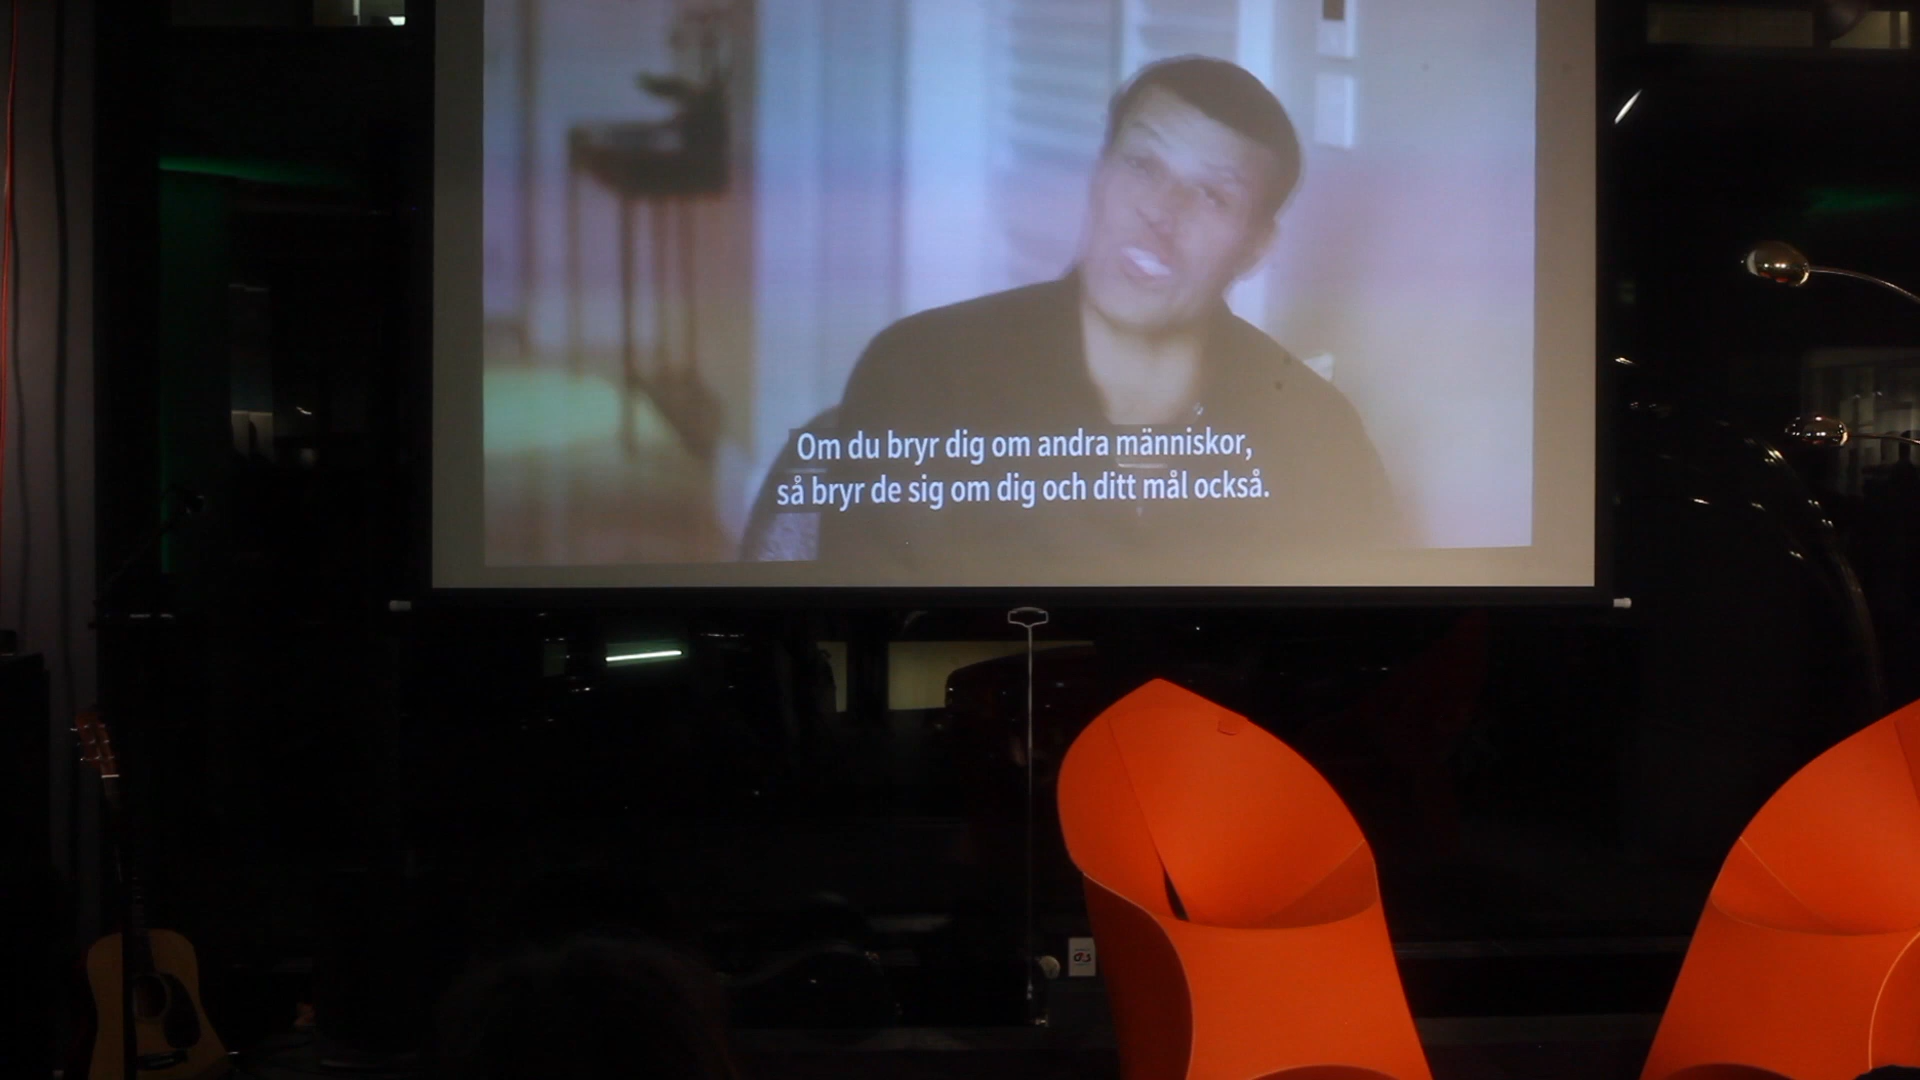 Om du bryr dig om andra människor,
så bryr de sig om dig och ditt mål också.